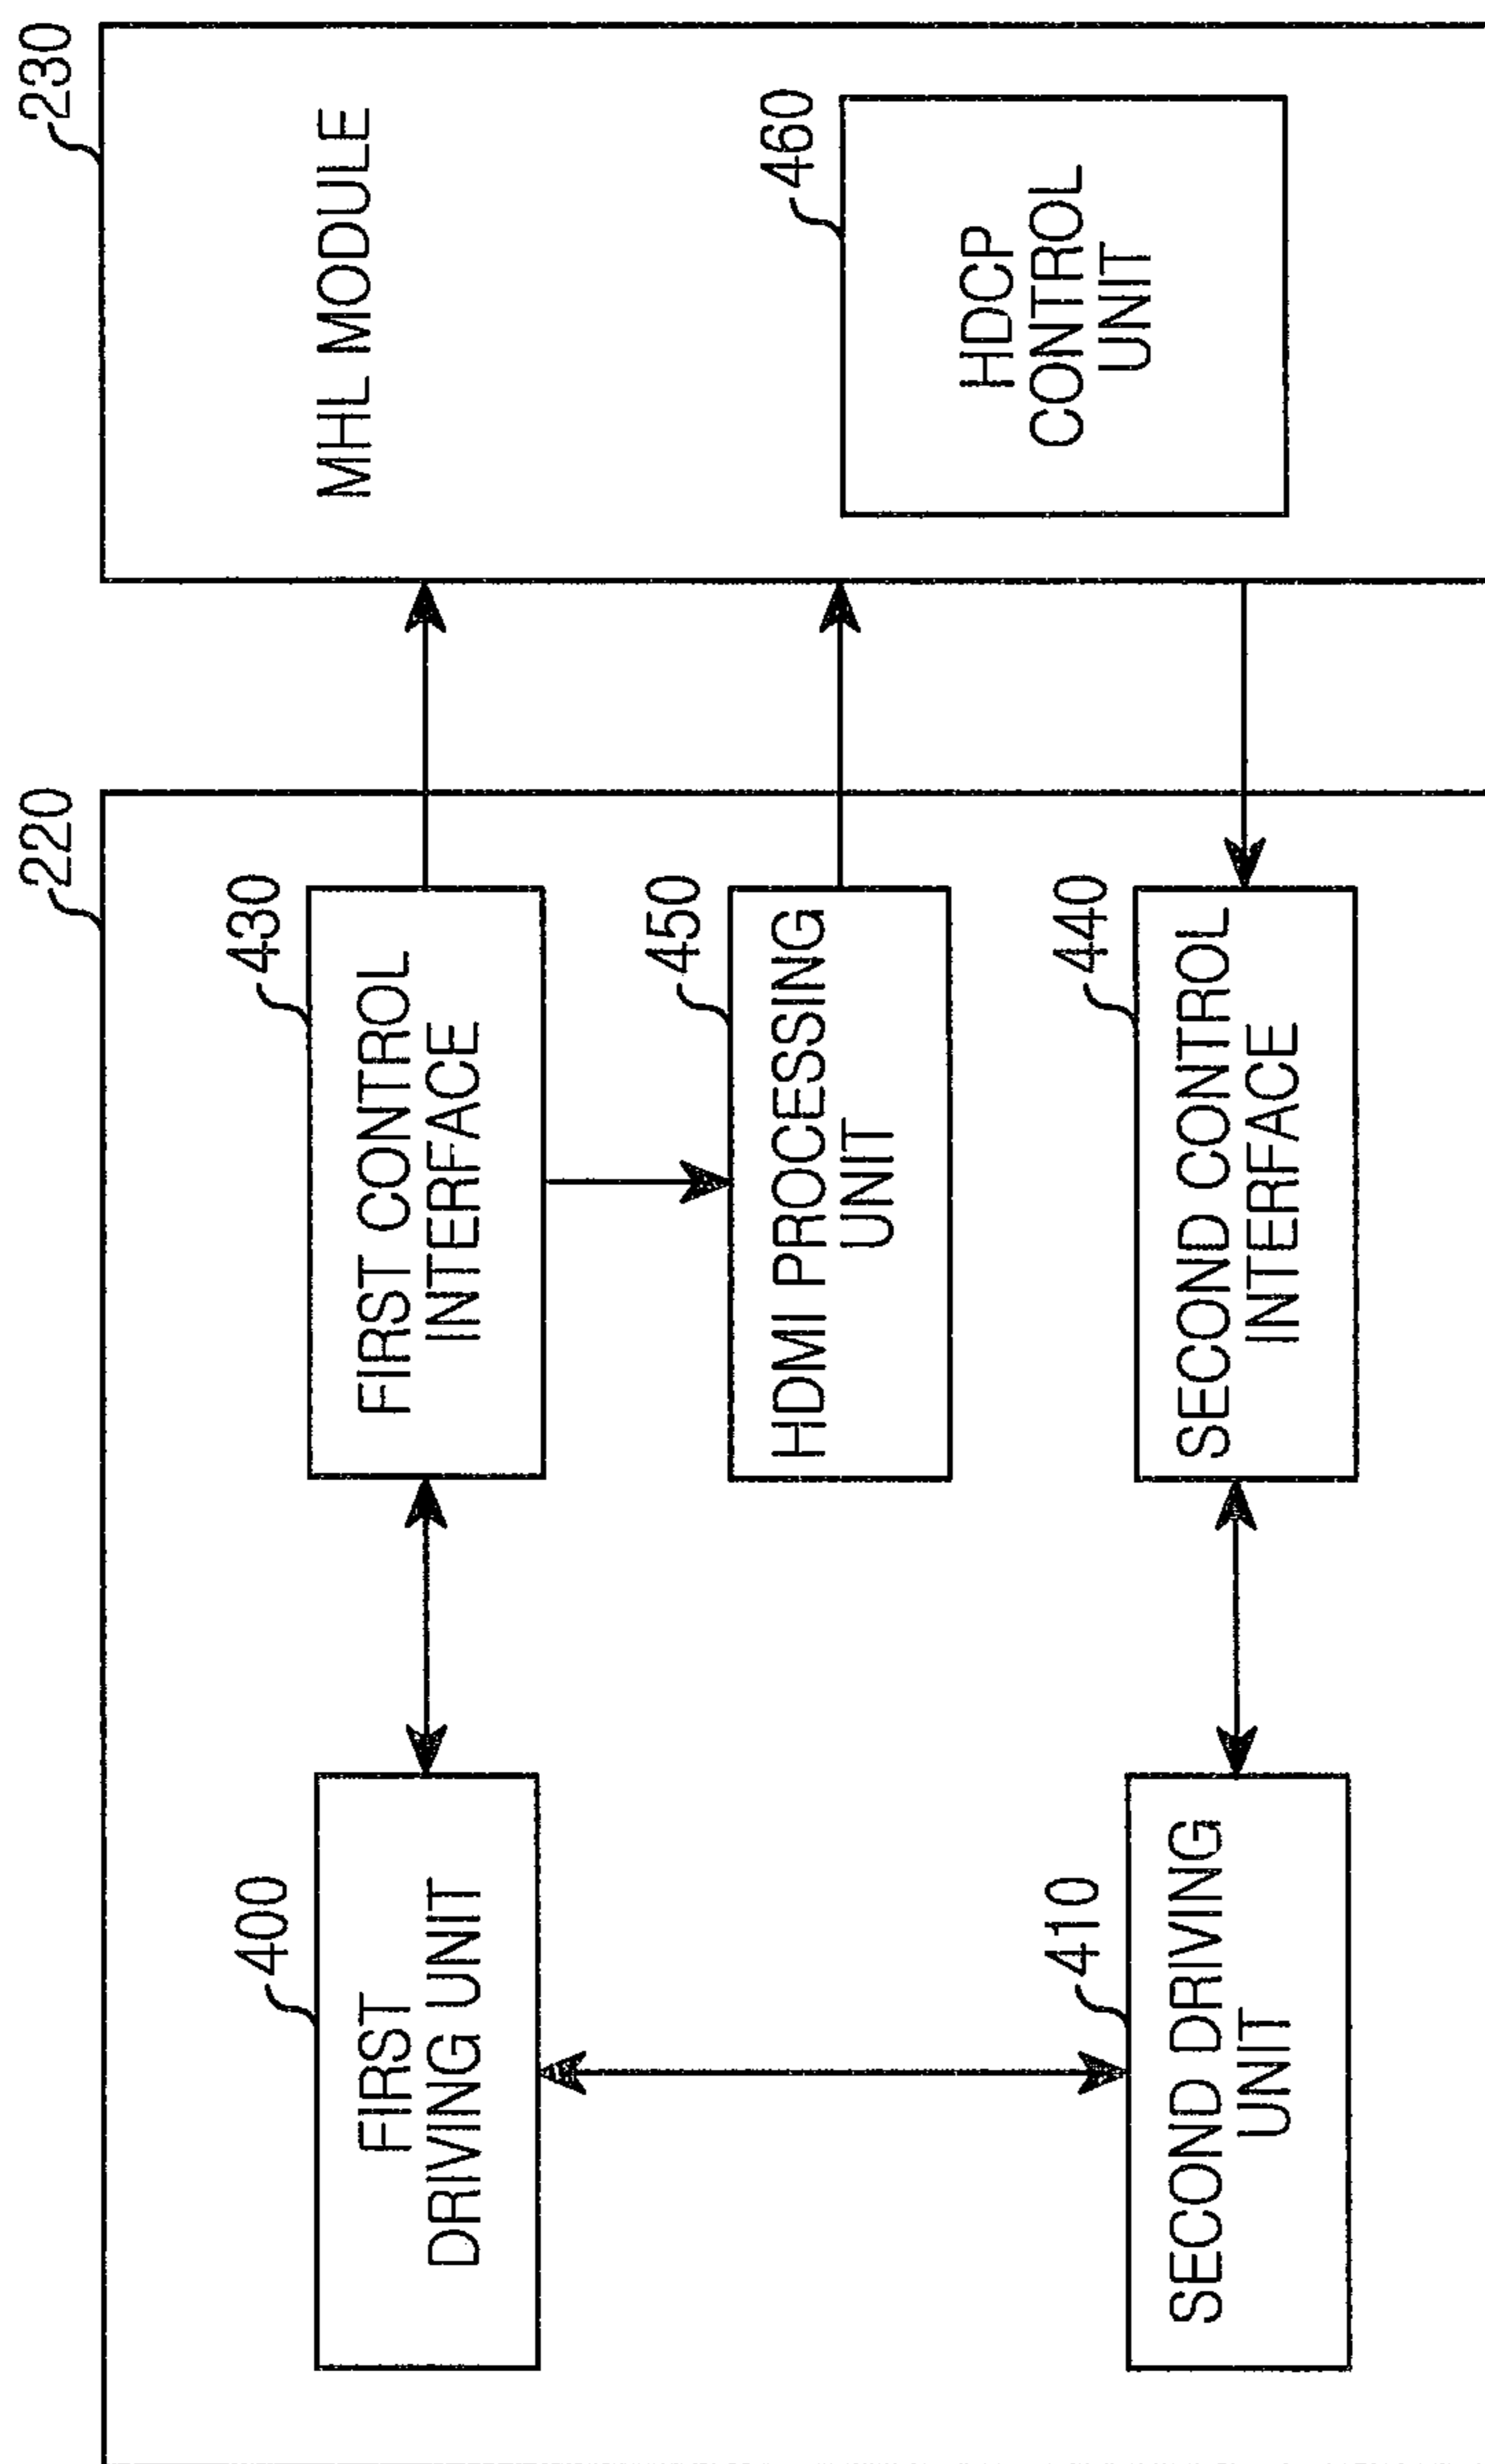 220
230
400
FIRST
DRIVING UNIT
430
FIRST CONTROL
INTERFACE
MHL MODULE
450
HDMI PROCESSING
UNIT
460
HDCP
CONTROL
UNIT
410
SECOND DRIVING
UNIT
440
SECOND CONTROL
INTERFACE